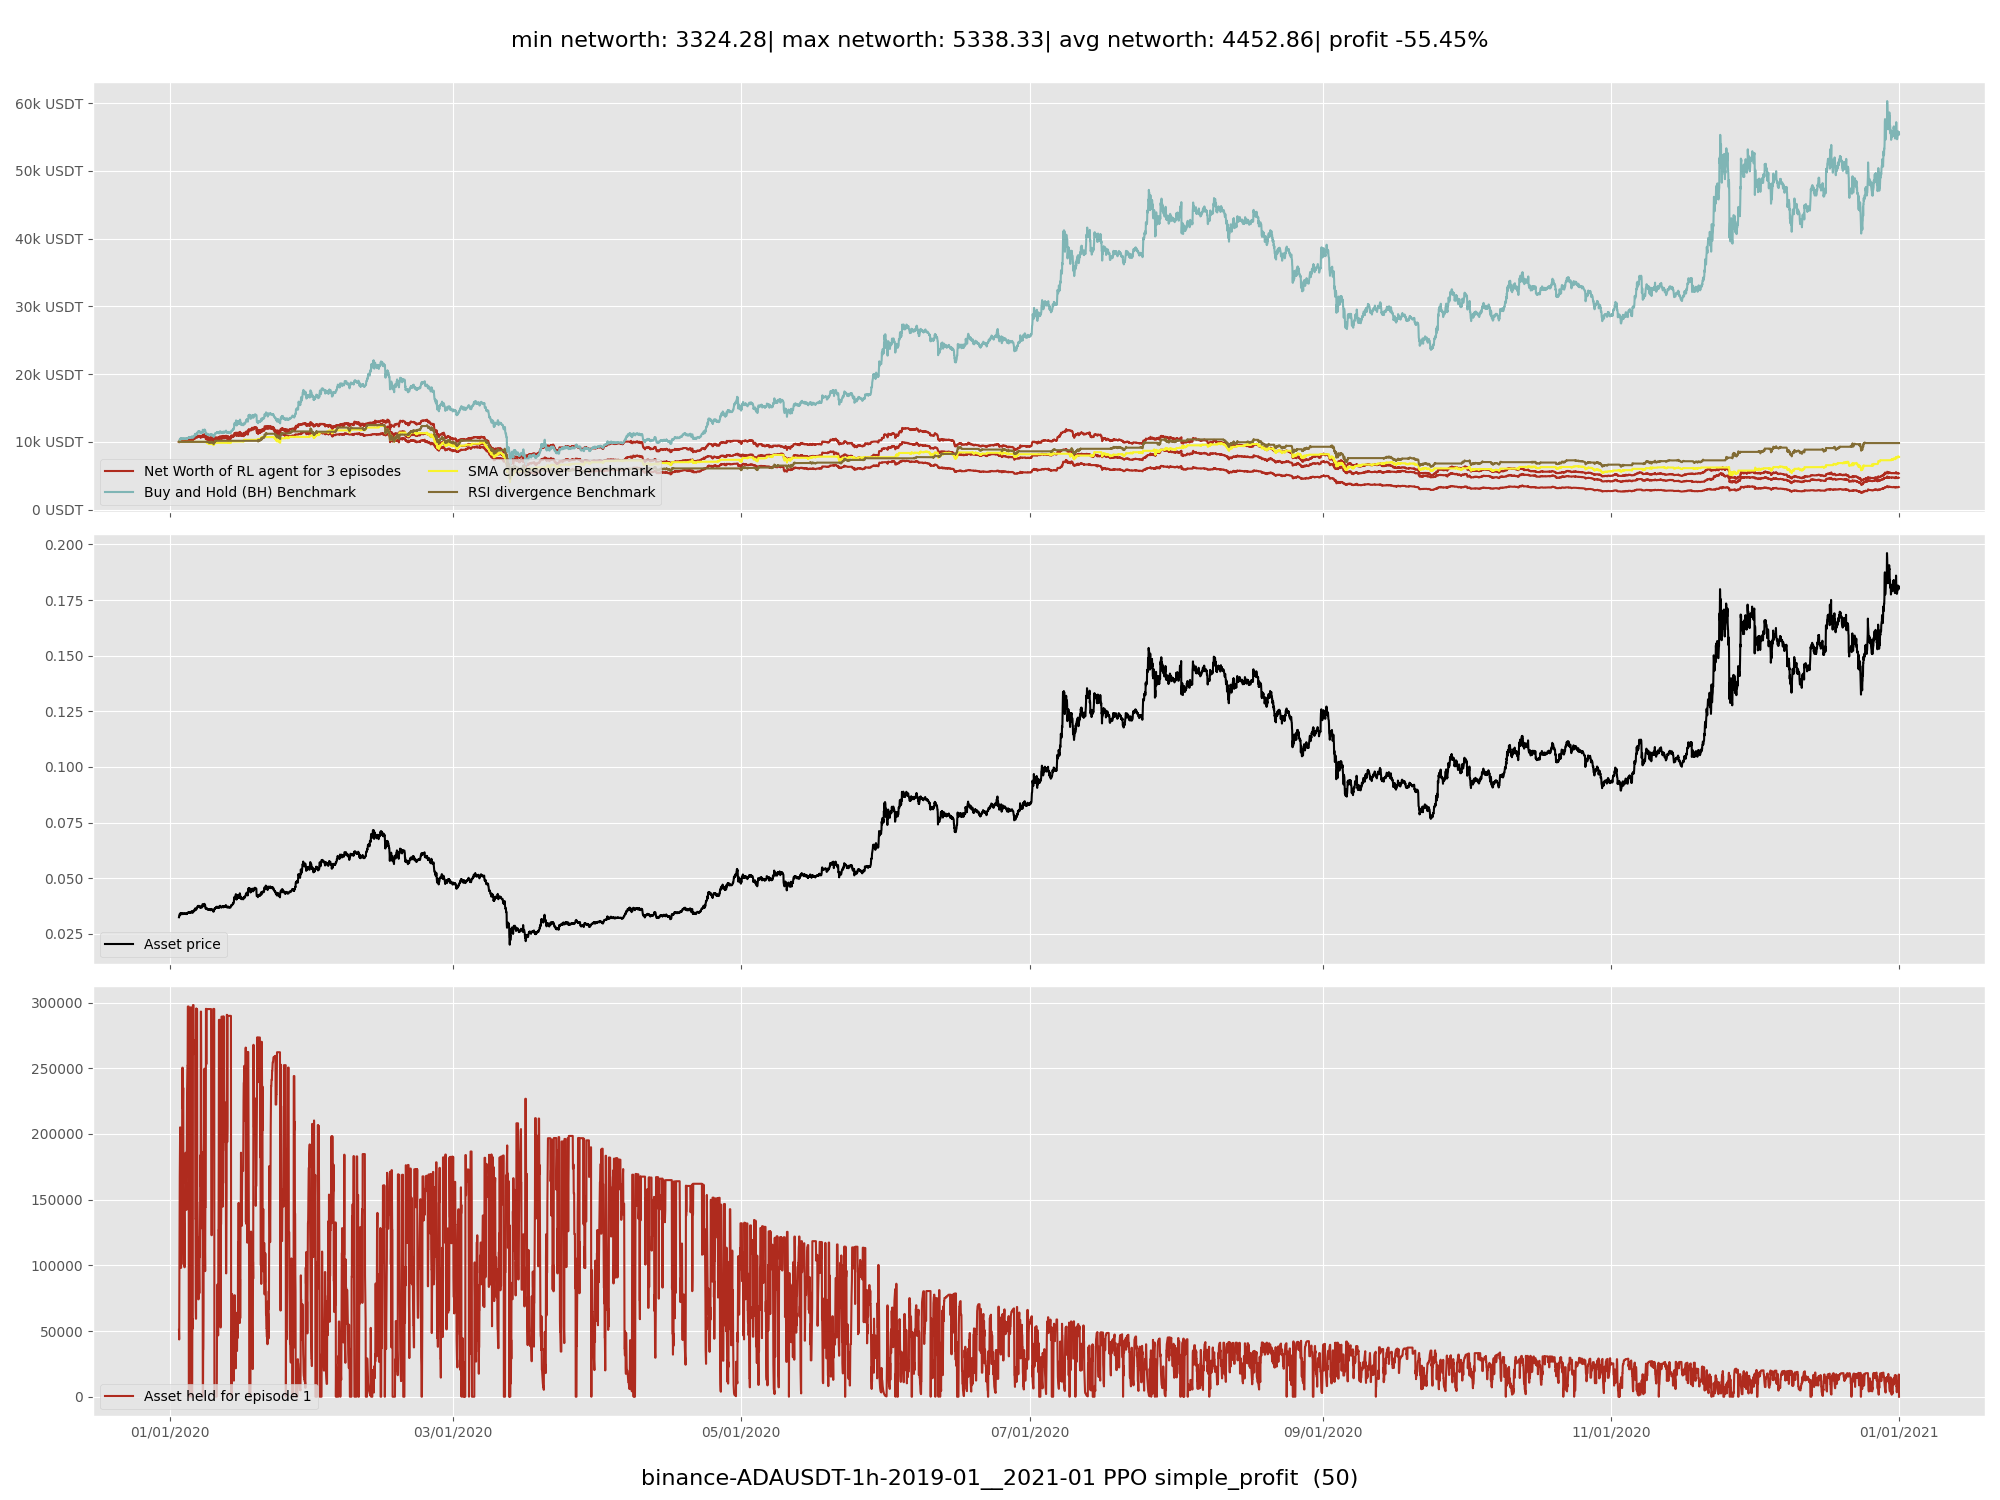 min networth: 3324.28| max networth: 5338.33| avg networth: 4452.86| profit -55.45%
60k USDT
50k USDT
40k USDT
30k USDT
20k USDT
10k USDT
0 USDT
Net Worth of RL agent for 3 episodes
Buy and Hold (BH) Benchmark
SMA crossover Benchmark
RSI divergence Benchmark
0.200
0.175
0.150
0.125
0.100
0.075
0.050
0.025
Asset price
300000
250000
200000
150000
100000
50000
0
Asset held for episode 1
01/01/2020 03/01/2020 05/01/2020 07/01/2020 09/01/2020 11/01/2020 01/01/2021
binance-ADAUSDT-1h-2019-01__2021-01 PPO simple_profit (50)